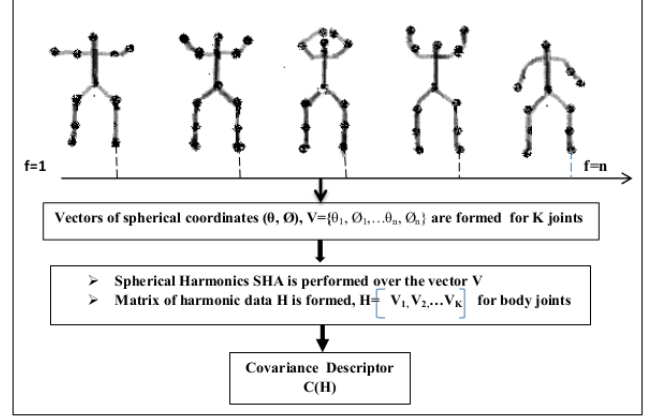 f=1
f=n
Vectors of spherical coordinates (θ, Ø), V={θ₁, Ø₁,…θₙ, Øₙ} are formed for K joints
➢ Spherical Harmonics SHA is performed over the vector V
➢ Matrix of harmonic data H is formed, H=[ V₁, V₂,…V_K ] for body joints
Covariance Descriptor
C(H)